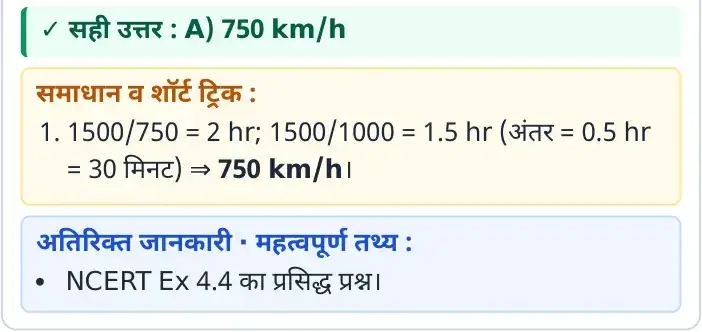 ✓ सही उत्तर : A) 750 km/h
समाधान व शॉर्ट ट्रिक :
1. 1500/750 = 2 hr; 1500/1000 = 1.5 hr (अंतर = 0.5 hr
= 30 मिनट) ⇒ 750 km/h।
अतिरिक्त जानकारी · महत्वपूर्ण तथ्य :
• NCERT Ex 4.4 का प्रसिद्ध प्रश्न।